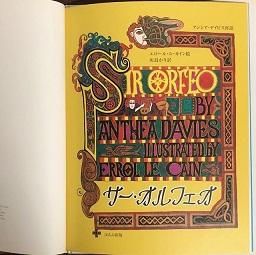 アンシア・デイビス再話
エロール・ル・カイン絵
灰島かり訳
SIR ORFEO
BY
ANTHEA DAVIES
ILLUSTRATED BY
ERROL LE CAIN
サー・オルフェオ
ほるぷ出版